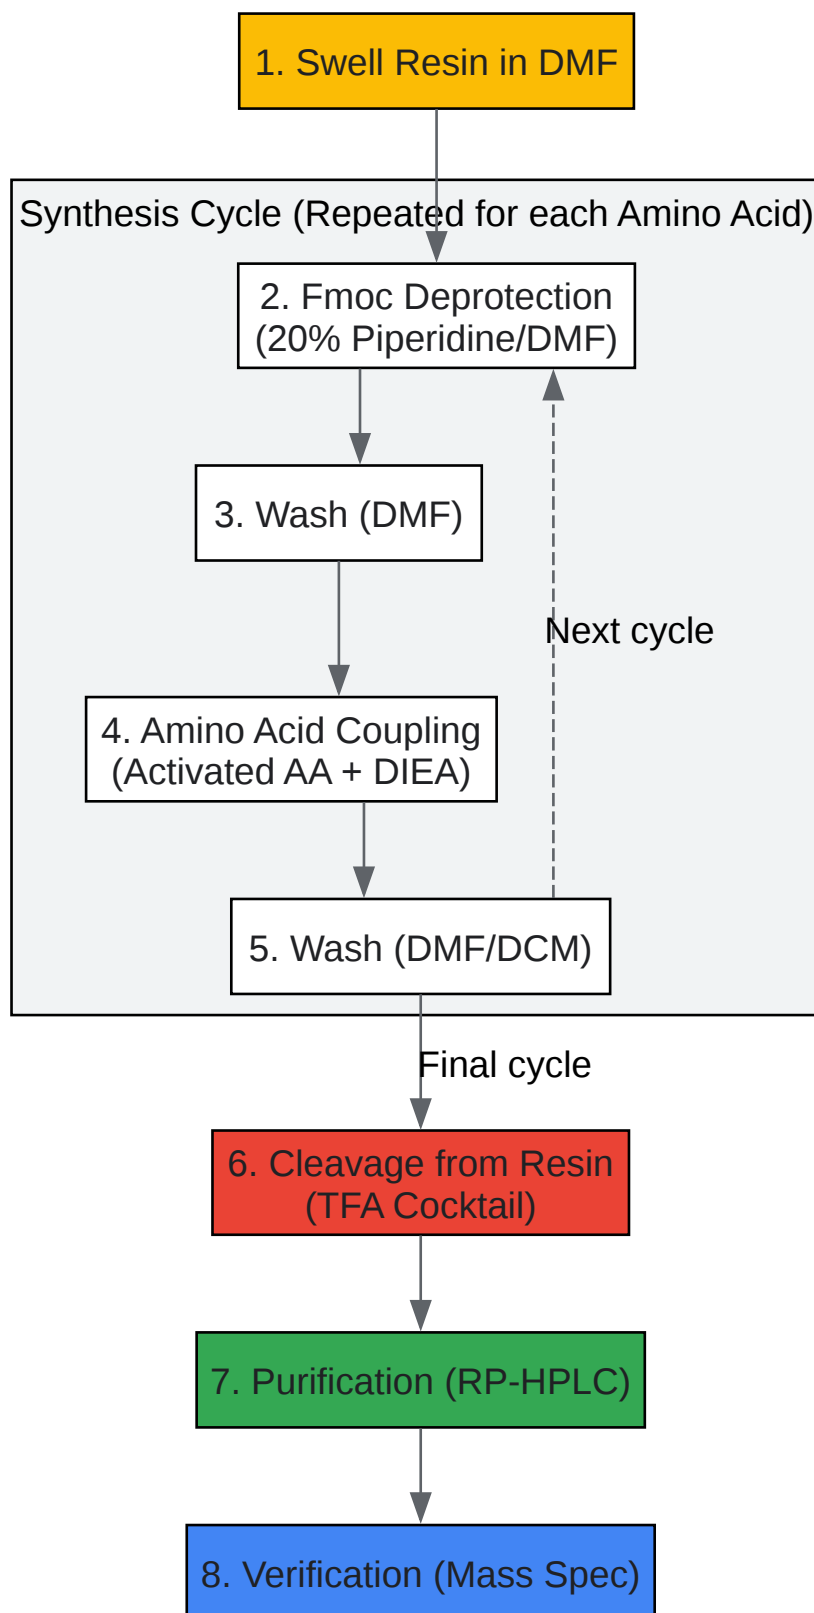 1. Swell Resin in DMF
Synthesis Cycle (Repeated for each Amino Acid)
2. Fmoc Deprotection
(20% Piperidine/DMF)
3. Wash (DMF)
Next cycle
4. Amino Acid Coupling
(Activated AA + DIEA)
5. Wash (DMF/DCM)
Final cycle
6. Cleavage from Resin
(TFA Cocktail)
7. Purification (RP-HPLC)
8. Verification (Mass Spec)